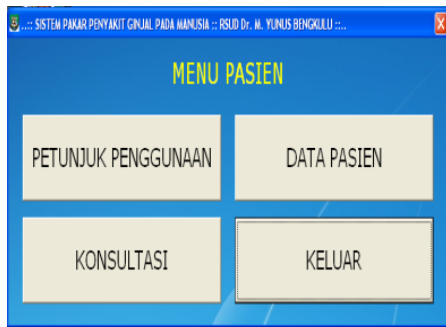 ..:: SISTEM PAKAR PENYAKIT GINJAL PADA MANUSIA :: RSUD Dr. M. YUNUS BENGKULU ::..
MENU PASIEN
PETUNJUK PENGGUNAAN
DATA PASIEN
KONSULTASI
KELUAR